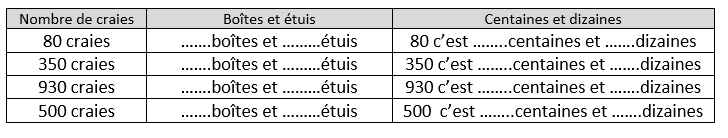 Nombre de craies Boîtes et étuis Centaines et dizaines
80 craies …….boîtes et ………étuis 80 c’est ……..centaines et …….dizaines
350 craies …….boîtes et ………étuis 350 c’est ……..centaines et …….dizaines
930 craies …….boîtes et ………étuis 930 c’est ……..centaines et …….dizaines
500 craies …….boîtes et ………étuis 500 c’est ……..centaines et …….dizaines